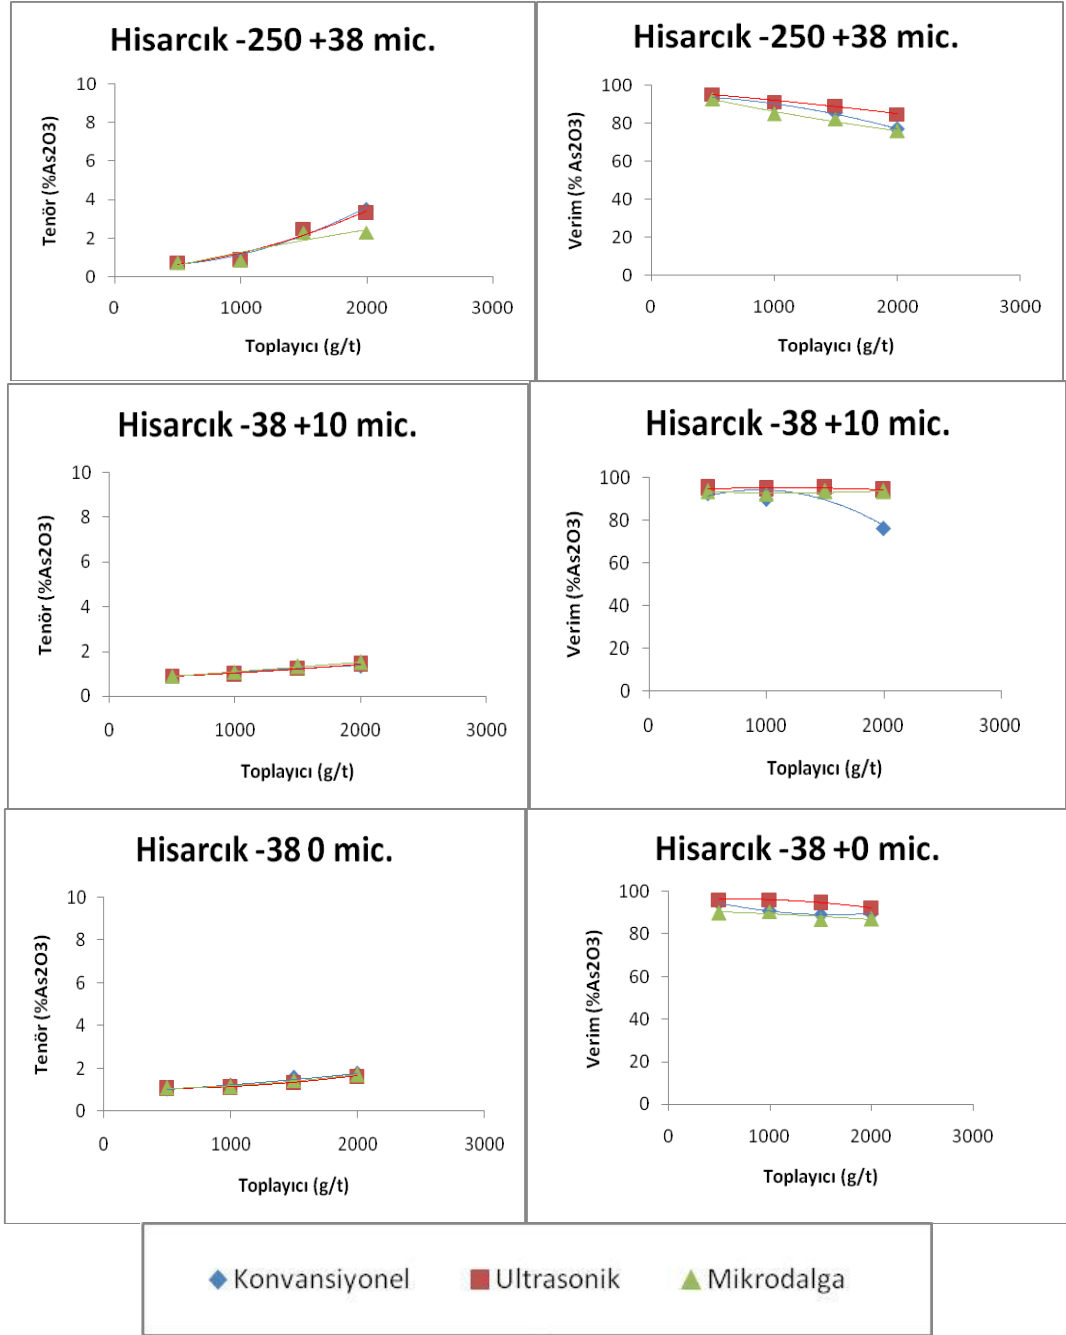 Hisarcık -250 +38 mic.
10
8
6
4
2
0
0 1000 2000 3000
Tenör (%As2O3)
Toplayıcı (g/t)
Hisarcık -250 +38 mic.
100
80
60
40
20
0
0 1000 2000 3000
Verim (% As2O3)
Toplayıcı (g/t)
Hisarcık -38 +10 mic.
10
8
6
4
2
0
0 1000 2000 3000
Tenör (%As2O3)
Toplayıcı (g/t)
Hisarcık -38 +10 mic.
100
80
60
40
20
0
0 1000 2000 3000
Verim (%As2O3)
Toplayıcı (g/t)
Hisarcık -38 0 mic.
10
8
6
4
2
0
0 1000 2000 3000
Tenör (%As2O3)
Toplayıcı (g/t)
Hisarcık -38 +0 mic.
100
80
60
40
20
0
0 1000 2000 3000
Verim (%As2O3)
Toplayıcı (g/t)
Konvansiyonel Ultrasonik Mikrodalga